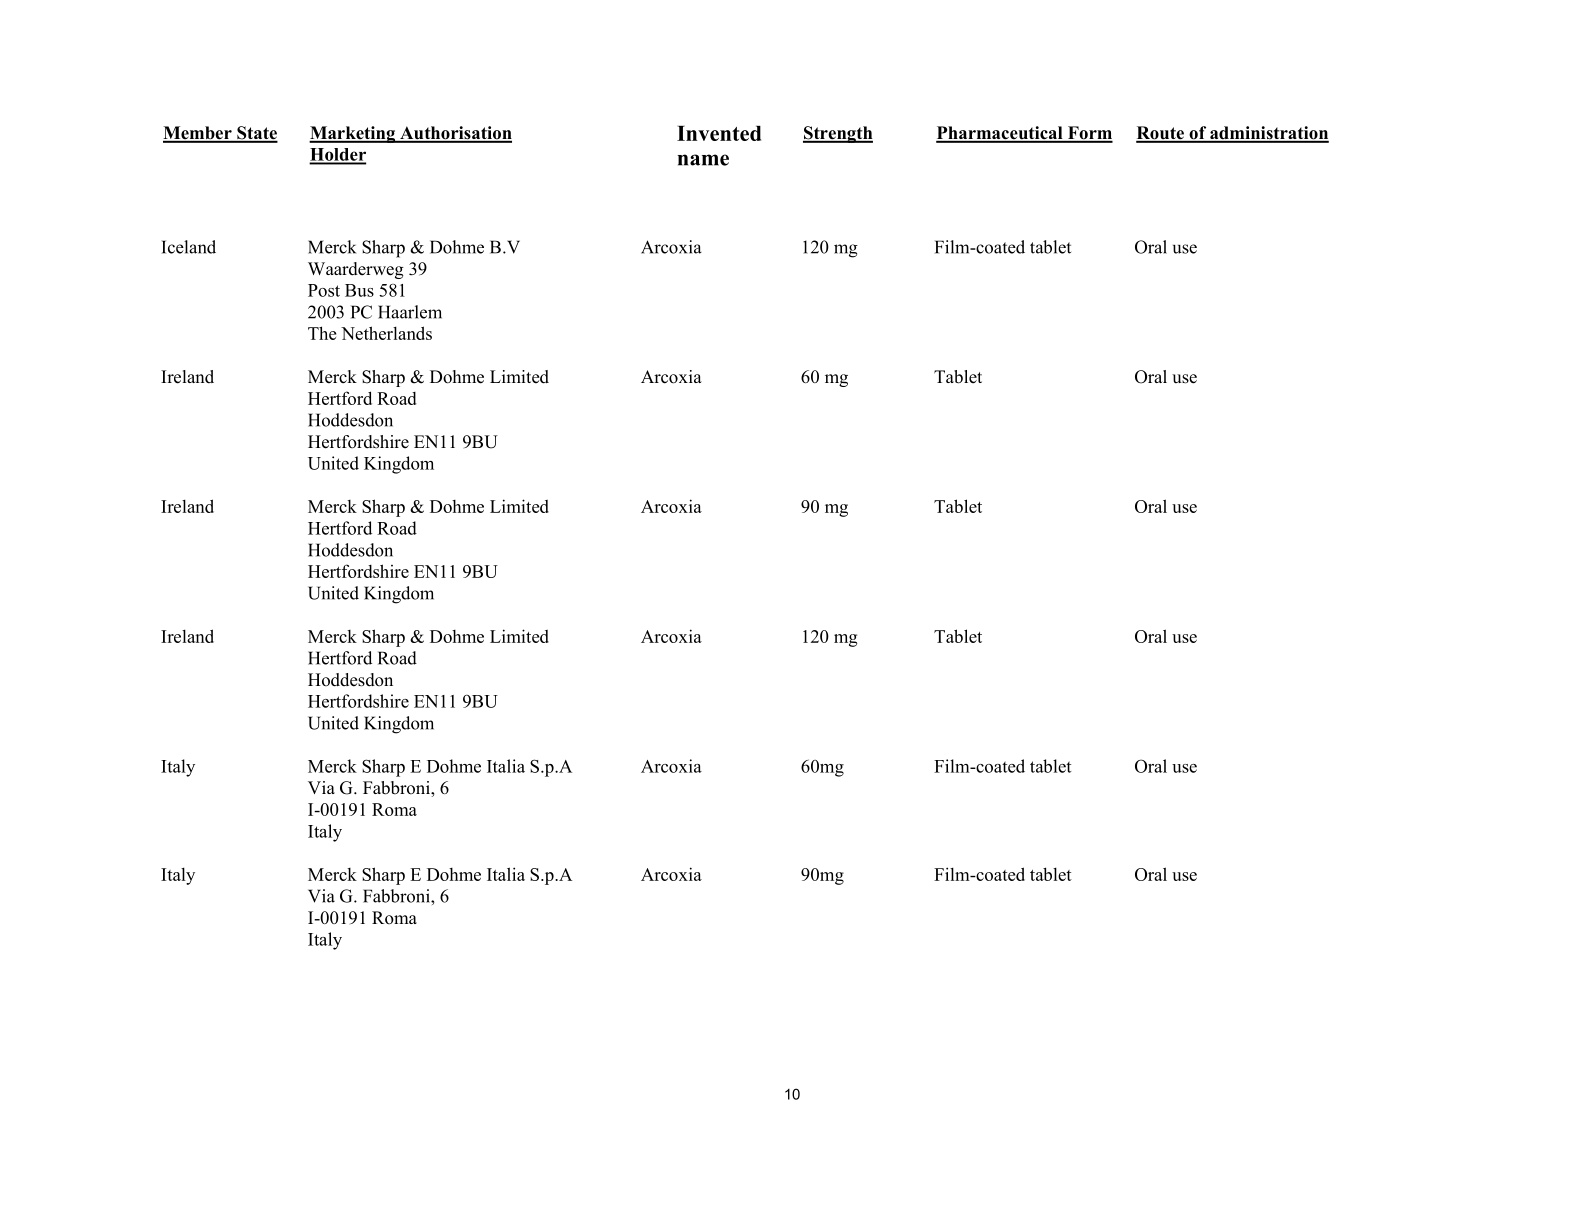 Member State Marketing Authorisation Holder Invented name Strength Pharmaceutical Form Route of administration
Iceland Merck Sharp & Dohme B.V Arcoxia 120 mg Film-coated tablet Oral use
Waarderweg 39
Post Bus 581
2003 PC Haarlem
The Netherlands
Ireland Merck Sharp & Dohme Limited Arcoxia 60 mg Tablet Oral use
Hertford Road
Hoddesdon
Hertfordshire EN11 9BU
United Kingdom
Ireland Merck Sharp & Dohme Limited Arcoxia 90 mg Tablet Oral use
Hertford Road
Hoddesdon
Hertfordshire EN11 9BU
United Kingdom
Ireland Merck Sharp & Dohme Limited Arcoxia 120 mg Tablet Oral use
Hertford Road
Hoddesdon
Hertfordshire EN11 9BU
United Kingdom
Italy Merck Sharp E Dohme Italia S.p.A Arcoxia 60mg Film-coated tablet Oral use
Via G. Fabbroni, 6
I-00191 Roma
Italy
Italy Merck Sharp E Dohme Italia S.p.A Arcoxia 90mg Film-coated tablet Oral use
Via G. Fabbroni, 6
I-00191 Roma
Italy
10